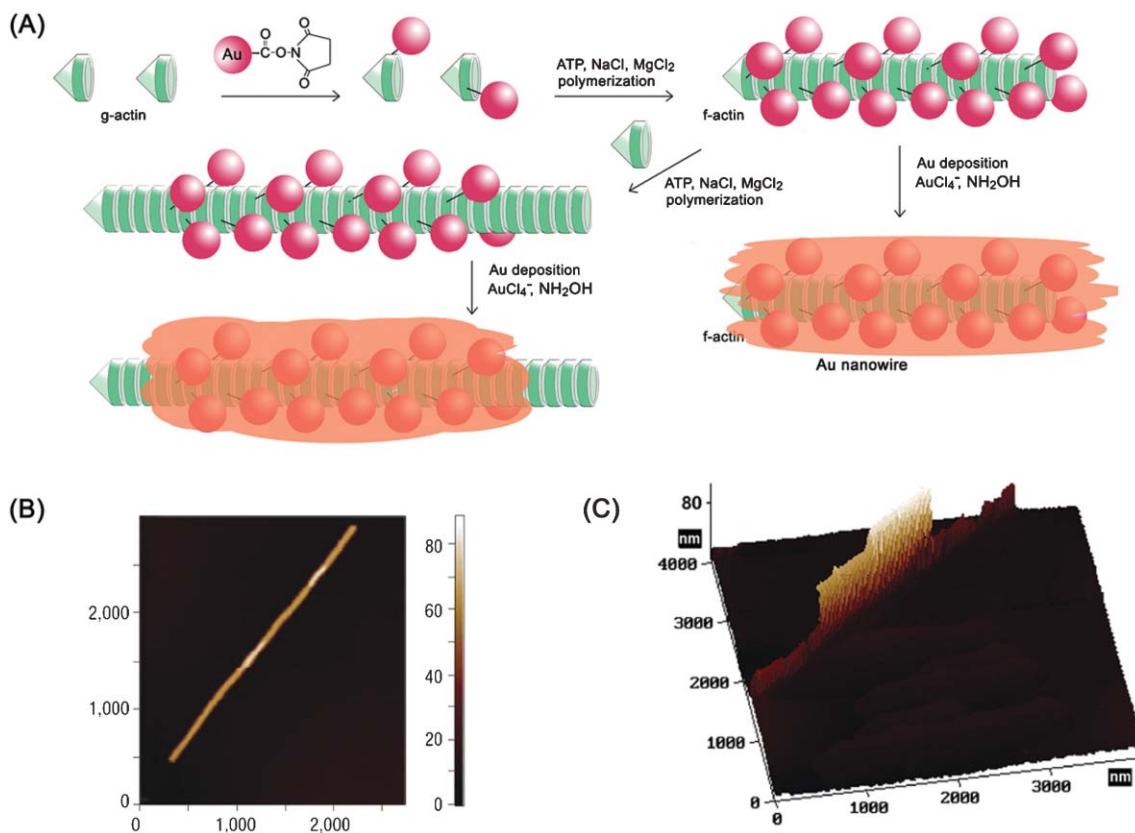 (A)
Au
O
C-O-N
O
O
g-actin
ATP, NaCl, MgCl2
polymerization
f-actin
ATP, NaCl, MgCl2
polymerization
Au deposition
AuCl4-, NH2OH
Au deposition
AuCl4-, NH2OH
f-actin
Au nanowire
(B)
80
60
40
20
0
2,000
1,000
0
0
1,000
2,000
(C)
80
nm
4000
3000
2000
1000
0
0
1000
2000
3000
nm